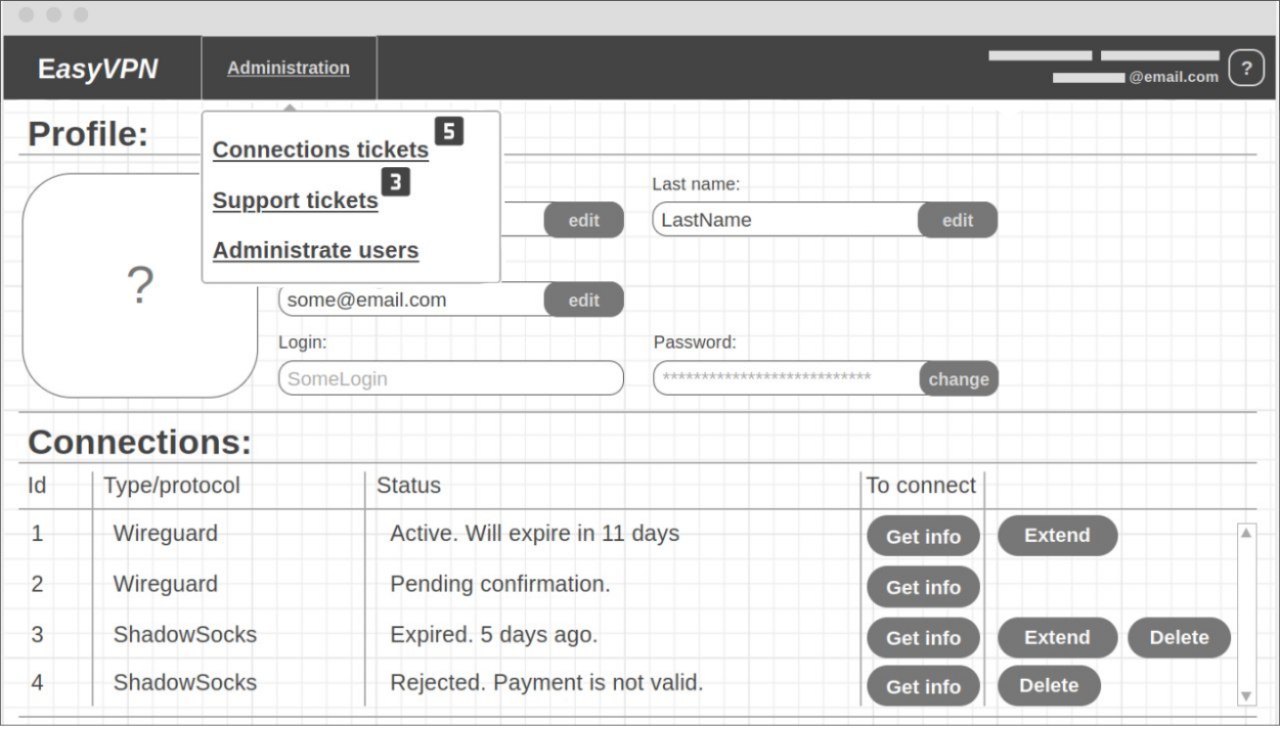 EasyVPN
Administration
@email.com
?
Profile:
Connections tickets 5
Support tickets 3
Administrate users
?
edit
Last name:
LastName
edit
some@email.com
edit
Login:
SomeLogin
Password:
***************************
change
Connections:
Id Type/protocol Status To connect
1 Wireguard Active. Will expire in 11 days Get info Extend
2 Wireguard Pending confirmation. Get info
3 ShadowSocks Expired. 5 days ago. Get info Extend Delete
4 ShadowSocks Rejected. Payment is not valid. Get info Delete